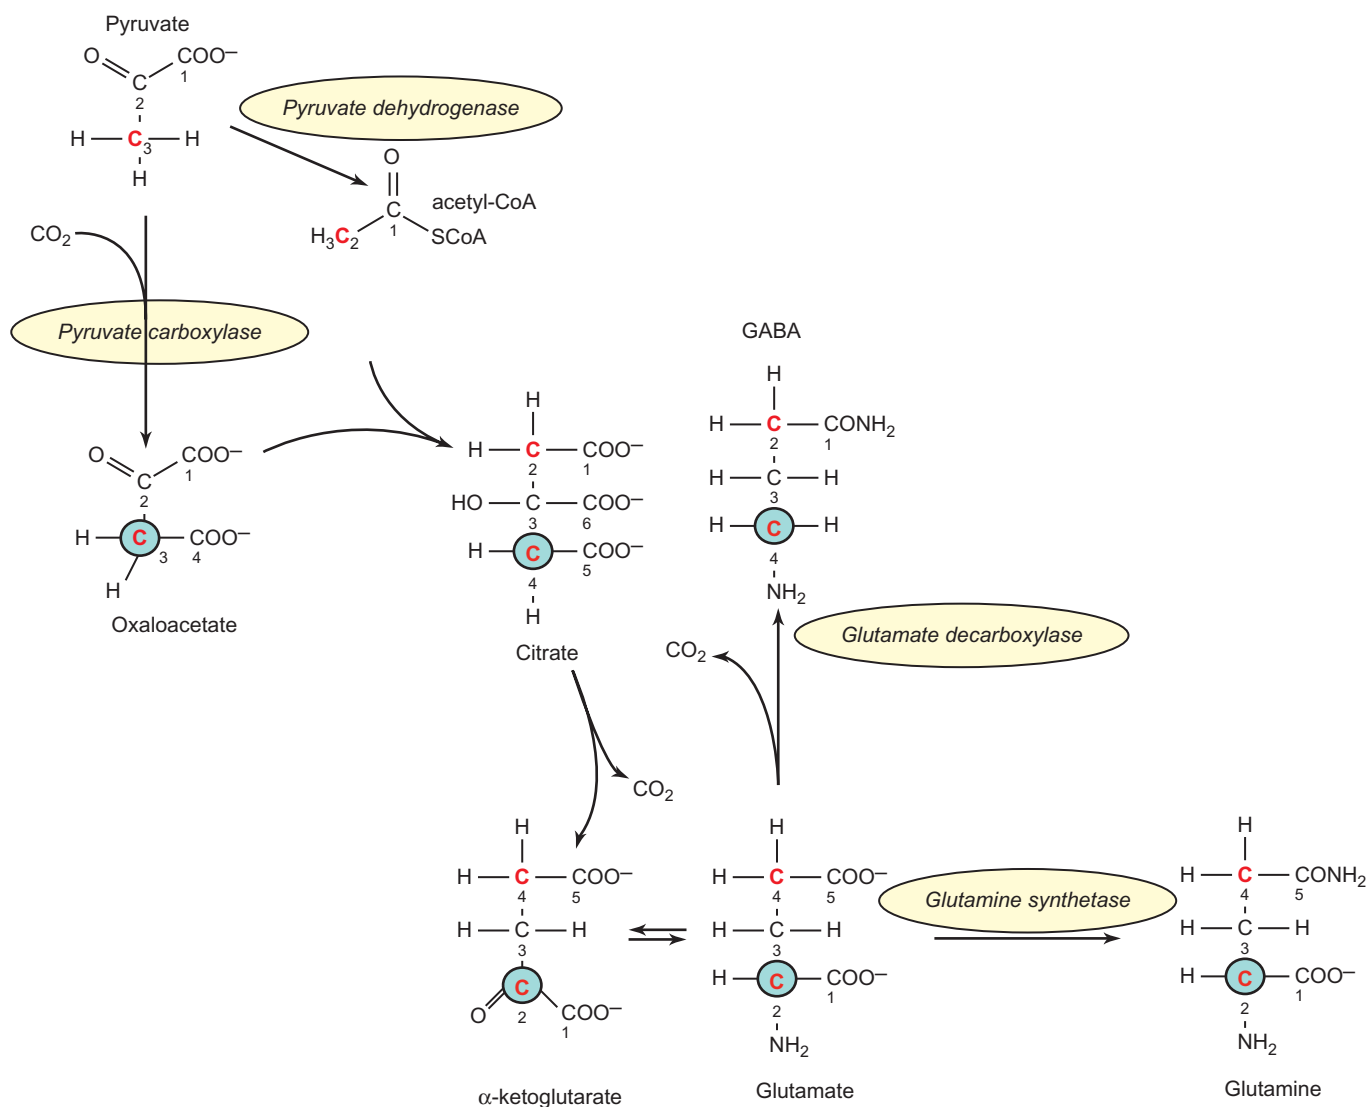 Pyruvate
O COO–
C 1
2
H C3 H
H
Pyruvate dehydrogenase
O
acetyl-CoA
C
H3C2 1 SCoA
CO2
Pyruvate carboxylase
O COO–
C 1
2
H C COO–
3 4
H
Oxaloacetate
H
H C COO–
2 1
HO C COO–
3 6
H C COO–
4 5
H
Citrate
CO2
GABA
H
H C CONH2
2 1
H C H
3
H C H
4
NH2
Glutamate decarboxylase
CO2
H
H C COO–
4 5
H C H
3
C
O 2 1 COO–
α-ketoglutarate
H
H C COO–
4 5
H C H
3
H C COO–
2 1
NH2
Glutamate
Glutamine synthetase
H
H C CONH2
4 5
H C H
3
H C COO–
2 1
NH2
Glutamine